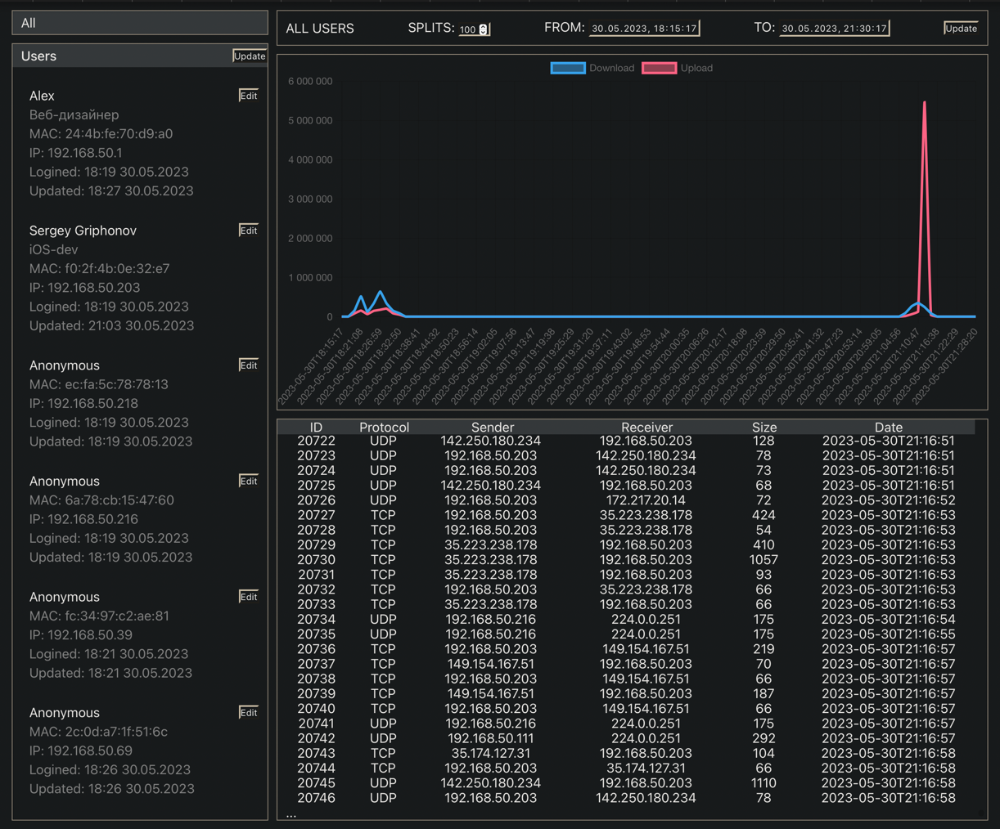 All
Users
Update
Alex
Edit
Веб-дизайнер
MAC: 24:4b:fe:70:d9:a0
IP: 192.168.50.1
Logined: 18:19 30.05.2023
Updated: 18:27 30.05.2023
Sergey Griphonov
Edit
iOS-dev
MAC: f0:2f:4b:0e:32:e7
IP: 192.168.50.203
Logined: 18:19 30.05.2023
Updated: 21:03 30.05.2023
Anonymous
Edit
MAC: ec:fa:5c:78:78:13
IP: 192.168.50.218
Logined: 18:19 30.05.2023
Updated: 18:19 30.05.2023
Anonymous
Edit
MAC: 6a:78:cb:15:47:60
IP: 192.168.50.216
Logined: 18:19 30.05.2023
Updated: 18:19 30.05.2023
Anonymous
Edit
MAC: fc:34:97:c2:ae:81
IP: 192.168.50.39
Logined: 18:21 30.05.2023
Updated: 18:21 30.05.2023
Anonymous
Edit
MAC: 2c:0d:a7:1f:51:6c
IP: 192.168.50.69
Logined: 18:26 30.05.2023
Updated: 18:26 30.05.2023
ALL USERS
SPLITS: 100
FROM: 30.05.2023, 18:15:17
TO: 30.05.2023, 21:30:17
Update
Download
Upload
6 000 000
5 000 000
4 000 000
3 000 000
2 000 000
1 000 000
0
2023-05-30T18:15:17
2023-05-30T18:21:08
2023-05-30T18:26:59
2023-05-30T18:32:50
2023-05-30T18:38:41
2023-05-30T18:44:32
2023-05-30T18:50:23
2023-05-30T18:56:14
2023-05-30T19:02:05
2023-05-30T19:07:56
2023-05-30T19:13:47
2023-05-30T19:19:38
2023-05-30T19:25:29
2023-05-30T19:31:20
2023-05-30T19:37:11
2023-05-30T19:43:02
2023-05-30T19:48:53
2023-05-30T19:54:44
2023-05-30T20:00:35
2023-05-30T20:06:26
2023-05-30T20:12:17
2023-05-30T20:18:08
2023-05-30T20:23:59
2023-05-30T20:29:50
2023-05-30T20:35:41
2023-05-30T20:41:32
2023-05-30T20:47:23
2023-05-30T20:53:14
2023-05-30T20:59:05
2023-05-30T21:04:56
2023-05-30T21:10:47
2023-05-30T21:16:38
2023-05-30T21:22:29
2023-05-30T21:28:20
ID Protocol Sender Receiver Size Date
20722 UDP 142.250.180.234 192.168.50.203 128 2023-05-30T21:16:51
20723 UDP 192.168.50.203 142.250.180.234 78 2023-05-30T21:16:51
20724 UDP 192.168.50.203 142.250.180.234 73 2023-05-30T21:16:51
20725 UDP 142.250.180.234 192.168.50.203 68 2023-05-30T21:16:51
20726 UDP 192.168.50.203 172.217.20.14 72 2023-05-30T21:16:52
20727 TCP 192.168.50.203 35.223.238.178 424 2023-05-30T21:16:53
20728 TCP 192.168.50.203 35.223.238.178 54 2023-05-30T21:16:53
20729 TCP 35.223.238.178 192.168.50.203 410 2023-05-30T21:16:53
20730 TCP 35.223.238.178 192.168.50.203 1057 2023-05-30T21:16:53
20731 TCP 35.223.238.178 192.168.50.203 93 2023-05-30T21:16:53
20732 TCP 192.168.50.203 35.223.238.178 66 2023-05-30T21:16:53
20733 TCP 35.223.238.178 192.168.50.203 66 2023-05-30T21:16:53
20734 UDP 192.168.50.216 224.0.0.251 175 2023-05-30T21:16:54
20735 UDP 192.168.50.216 224.0.0.251 175 2023-05-30T21:16:55
20736 TCP 192.168.50.203 149.154.167.51 219 2023-05-30T21:16:57
20737 TCP 149.154.167.51 192.168.50.203 70 2023-05-30T21:16:57
20738 TCP 192.168.50.203 149.154.167.51 66 2023-05-30T21:16:57
20739 TCP 149.154.167.51 192.168.50.203 187 2023-05-30T21:16:57
20740 TCP 192.168.50.203 149.154.167.51 66 2023-05-30T21:16:57
20741 UDP 192.168.50.216 224.0.0.251 175 2023-05-30T21:16:57
20742 UDP 192.168.50.111 224.0.0.251 292 2023-05-30T21:16:57
20743 TCP 35.174.127.31 192.168.50.203 104 2023-05-30T21:16:58
20744 TCP 192.168.50.203 35.174.127.31 66 2023-05-30T21:16:58
20745 UDP 142.250.180.234 192.168.50.203 1110 2023-05-30T21:16:58
20746 UDP 192.168.50.203 142.250.180.234 78 2023-05-30T21:16:58
...